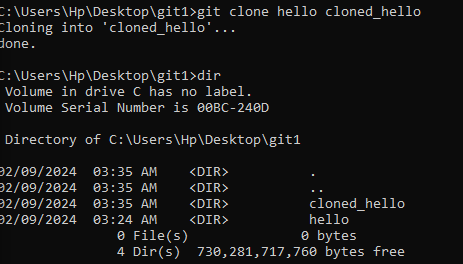 C:\Users\Hp\Desktop\git1>git clone hello cloned_hello
Cloning into 'cloned_hello'...
done.
C:\Users\Hp\Desktop\git1>dir
Volume in drive C has no label.
Volume Serial Number is 00BC-240D
Directory of C:\Users\Hp\Desktop\git1
02/09/2024  03:35 AM    <DIR>          .
02/09/2024  03:35 AM    <DIR>          ..
02/09/2024  03:35 AM    <DIR>          cloned_hello
02/09/2024  03:24 AM    <DIR>          hello
0 File(s)              0 bytes
4 Dir(s)  730,281,717,760 bytes free